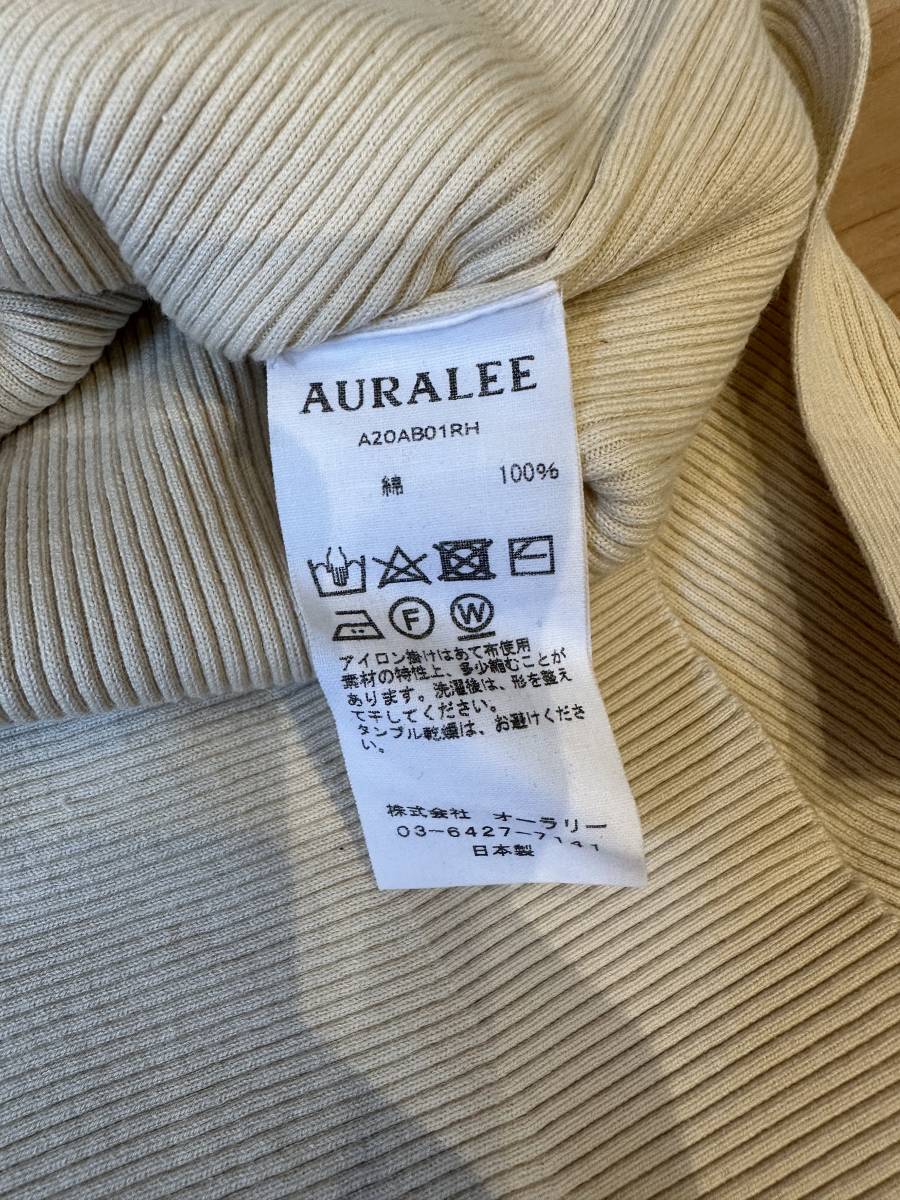 AURALEE
A20AB01RH
綿 100%
F W
アイロン掛けはあて布使用
素材の特性上、多少縮むことが
あります。洗濯後は、形を整え
て干してください。
タンブル乾燥は、お避けくださ
い。
株式会社 オーラリー
03-6427-7141
日本製